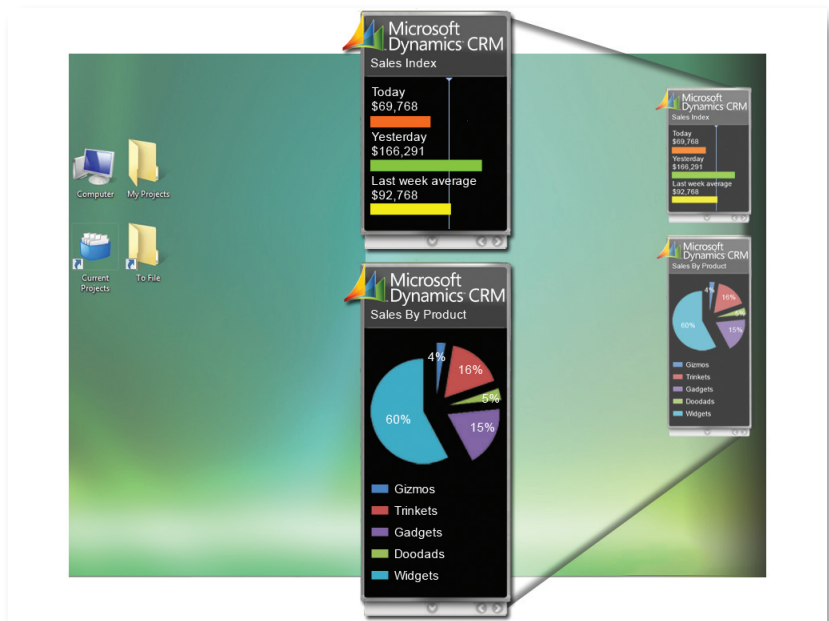 Microsoft
Dynamics CRM
Sales Index
Today
$69,768
Yesterday
$166,291
Last week average
$92,768
Computer
My Projects
Current
Projects
To File
Microsoft
Dynamics CRM
Sales By Product
4%
16%
5%
60%
15%
Gizmos
Trinkets
Gadgets
Doodads
Widgets
Microsoft
Dynamics CRM
Sales Index
Today
$69,768
Yesterday
$166,291
Last week average
$92,768
Microsoft
Dynamics CRM
Sales By Product
4%
16%
60%
15%
Gizmos
Trinkets
Gadgets
Doodads
Widgets